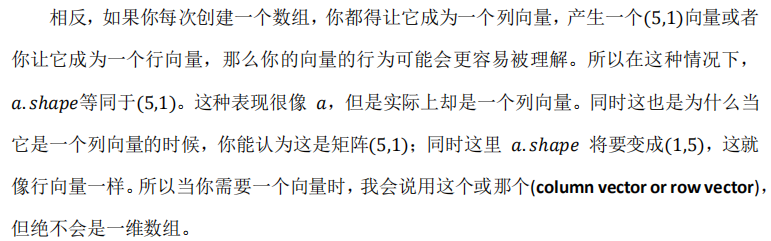 相反，如果你每次创建一个数组，你都得让它成为一个列向量，产生一个(5,1)向量或者
你让它成为一个行向量，那么你的向量的行为可能会更容易被理解。所以在这种情况下，
a.shape等同于(5,1)。这种表现很像 a，但是实际上却是一个列向量。同时这也是为什么当
它是一个列向量的时候，你能认为这是矩阵(5,1)；同时这里 a.shape 将要变成(1,5)，这就
像行向量一样。所以当你需要一个向量时，我会说用这个或那个(column vector or row vector)，
但绝不会是一维数组。